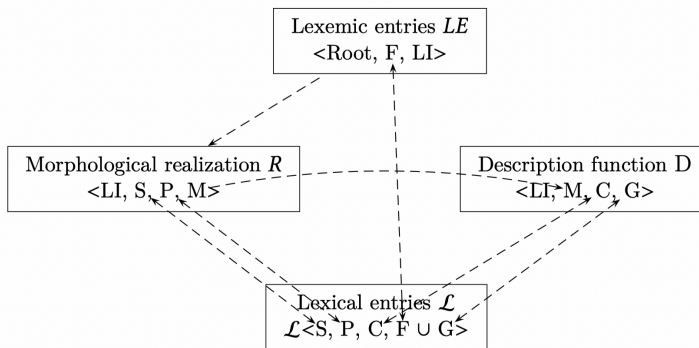 Lexemic entries LE
<Root, F, LI>
Morphological realization R
<LI, S, P, M>
Description function D
<LI, M, C, G>
Lexical entries ℒ
ℒ<S, P, C, F ∪ G>